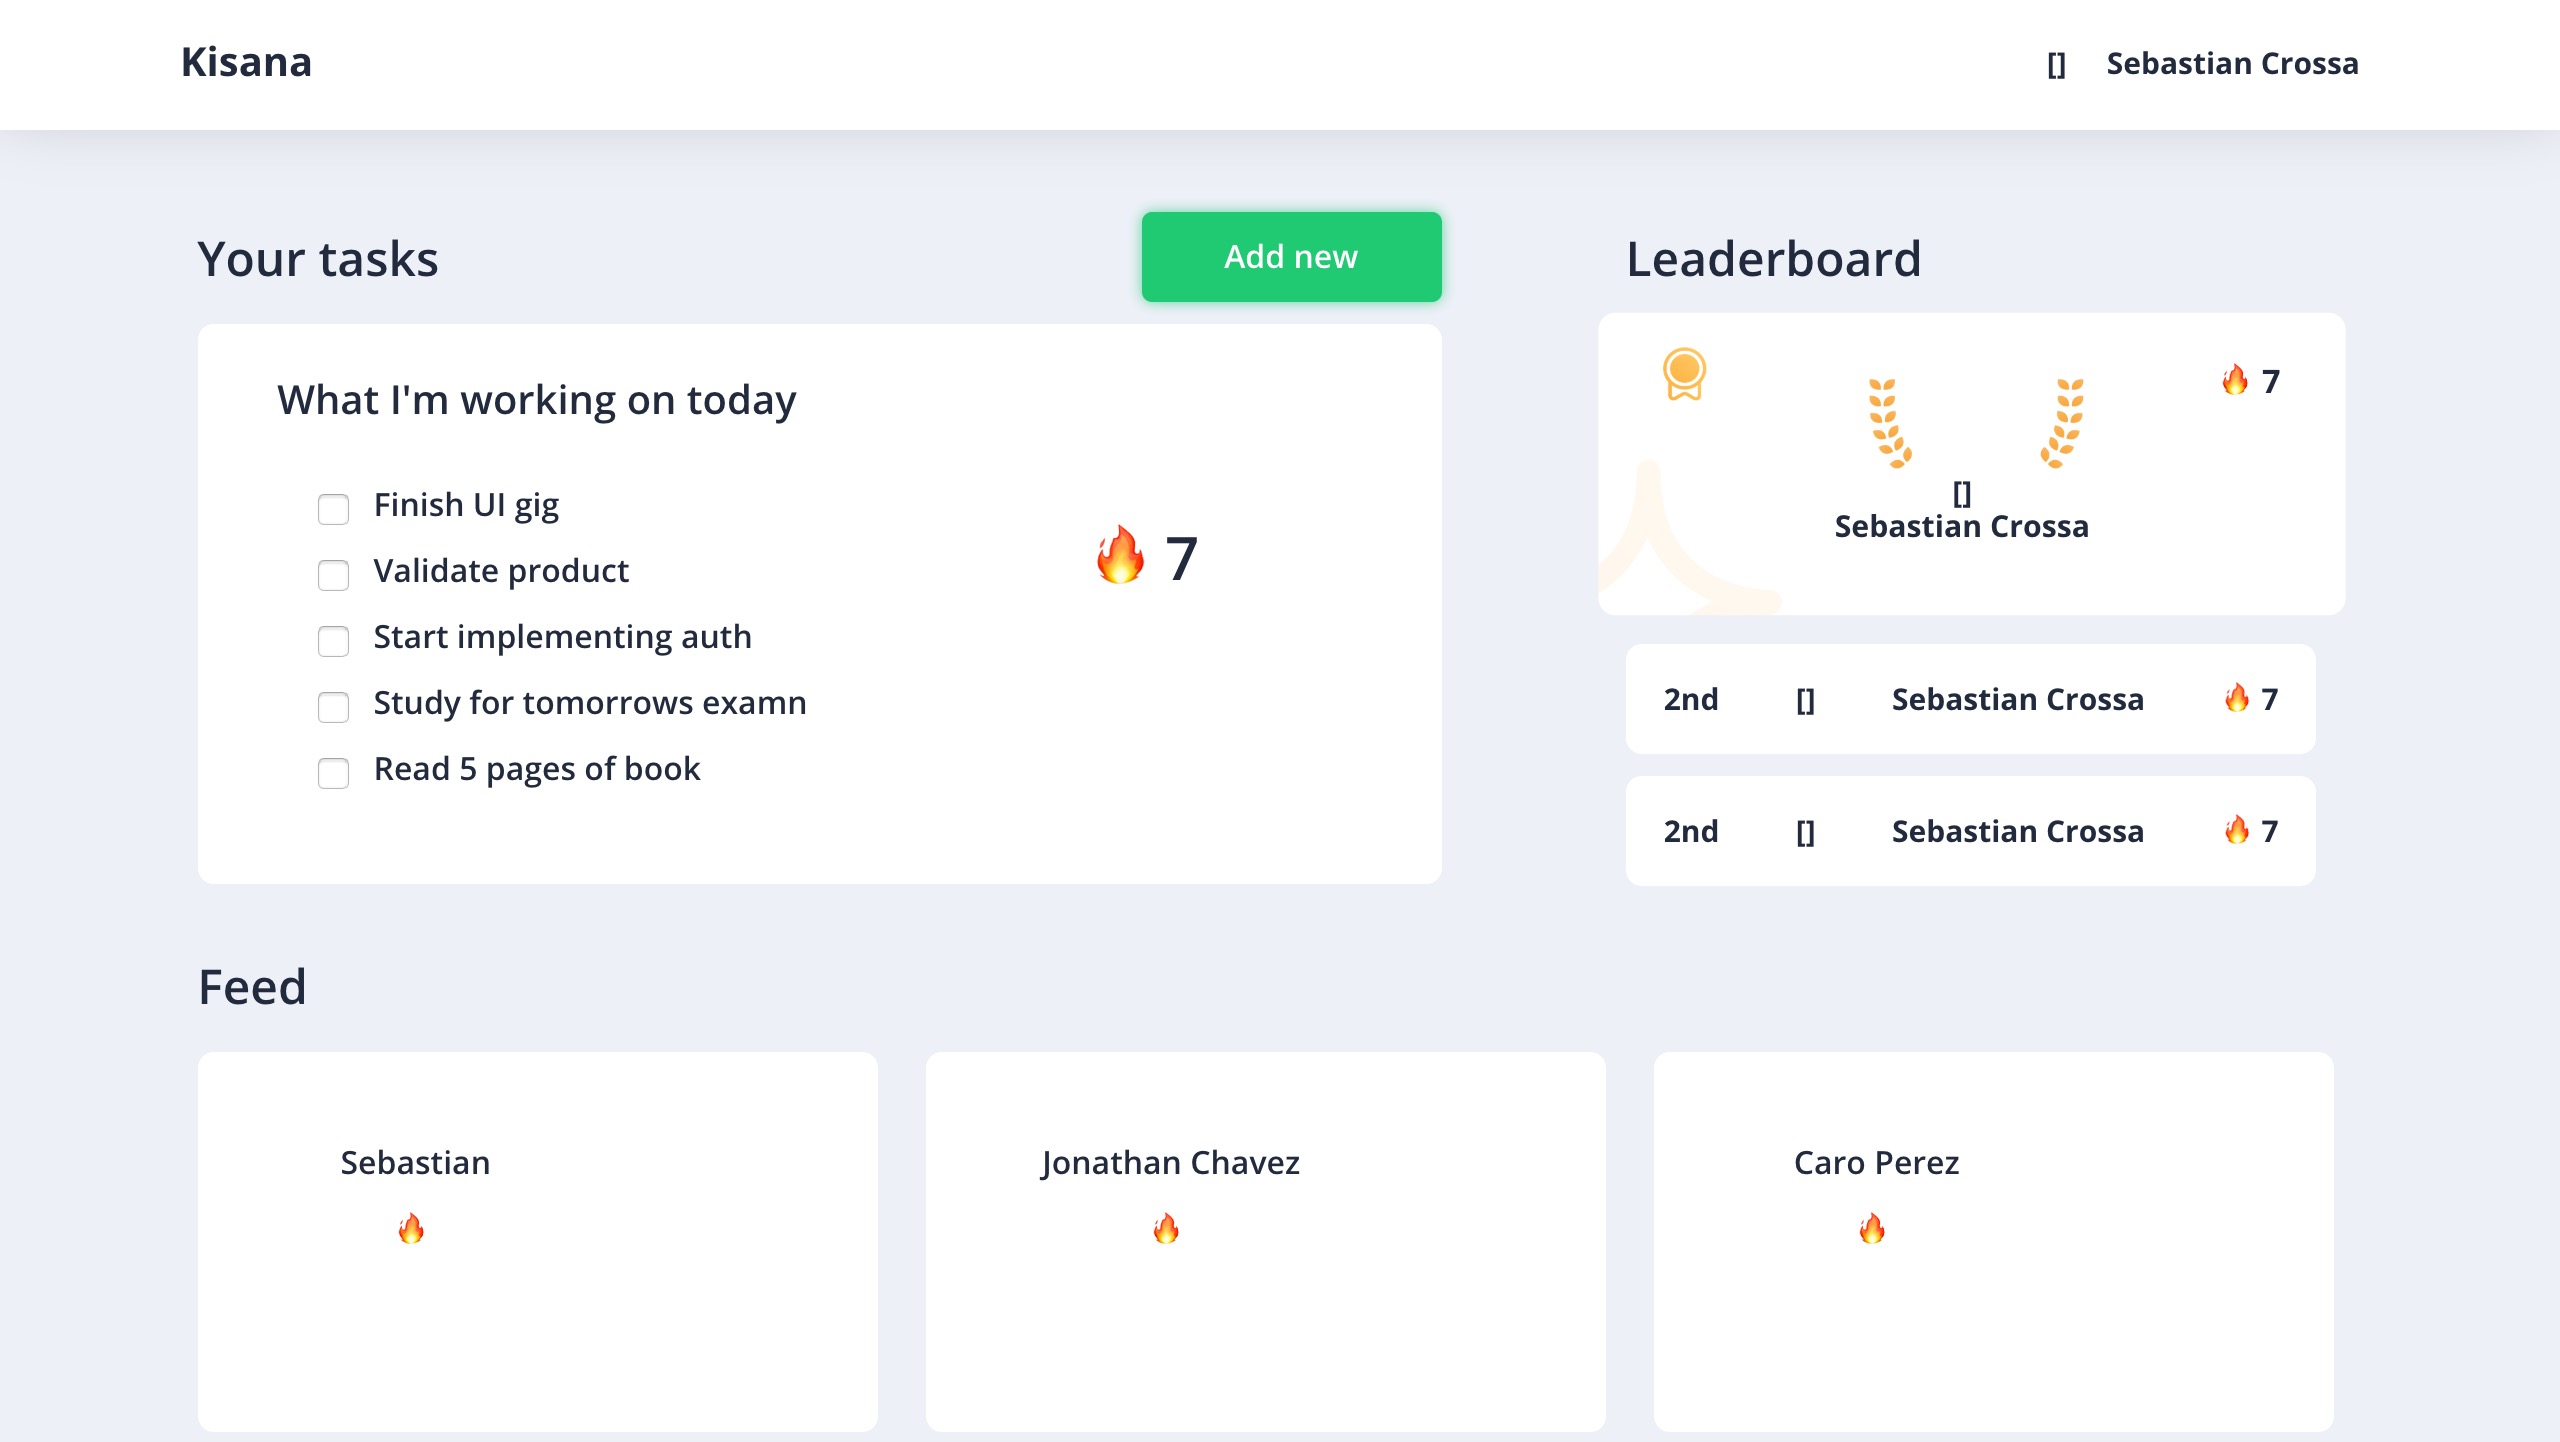 Kisana
[] Sebastian Crossa
Your tasks
Add new
What I'm working on today
Finish UI gig
Validate product
Start implementing auth
Study for tomorrows examn
Read 5 pages of book
🔥 7
Leaderboard
🔥 7
[]
Sebastian Crossa
2nd [] Sebastian Crossa 🔥 7
2nd [] Sebastian Crossa 🔥 7
Feed
Sebastian
🔥
Jonathan Chavez
🔥
Caro Perez
🔥